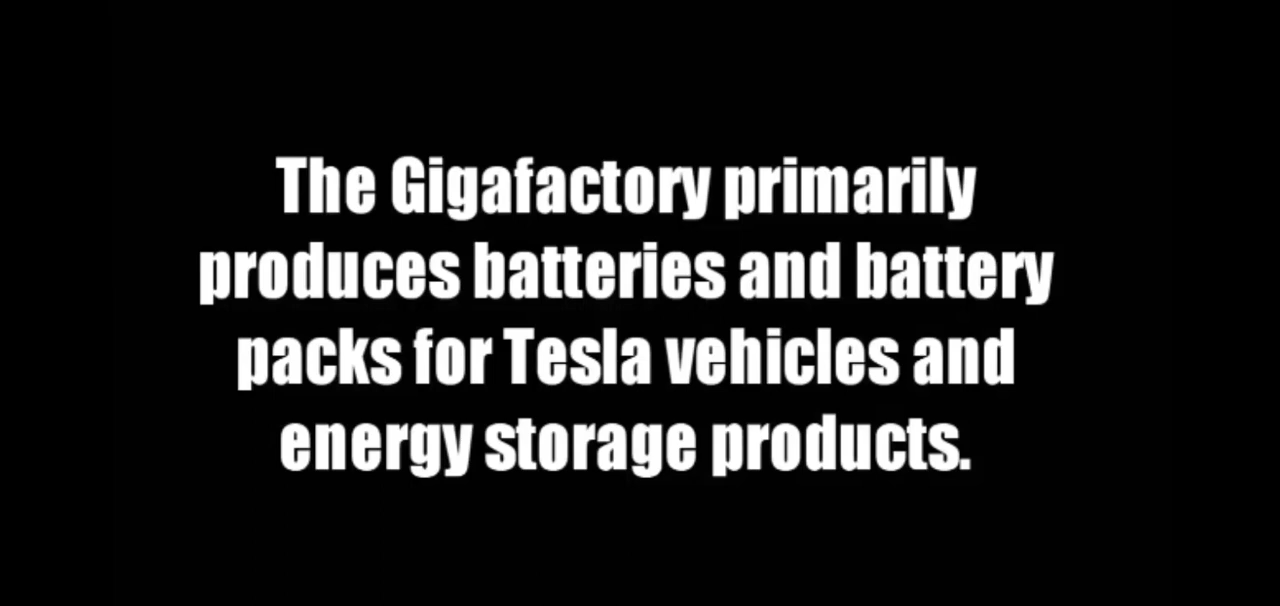 The Gigafactory primarily
produces batteries and battery
packs for Tesla vehicles and
energy storage products.